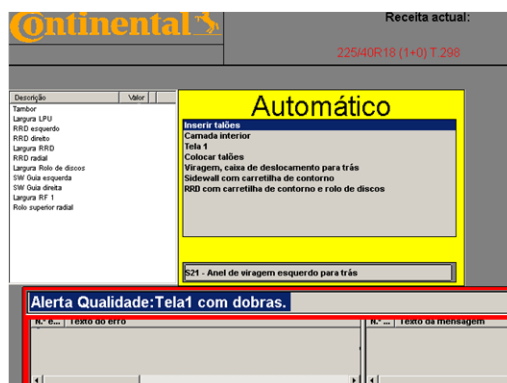 Continental
Receita actual:
225/40R18 (1+0) T.298
Descrição Valor
Tambor
Largura LPU
RRD esquerdo
RRD direito
Largura RRD
RRD radial
Largura Rolo de discos
SW Guia esquerda
SW Guia direita
Largura RF 1
Rolo superior radial
Automático
Inserir talões
Camada interior
Tela 1
Colocar talões
Viragem, caixa de deslocamento para trás
Sidewall com carretilha de contorno
RRD com carretilha de contorno e rolo de discos
S21 - Anel de viragem esquerdo para trás
Alerta Qualidade:Tela1 com dobras.
N.º e... Texto do erro
N.º ... Texto da mensagem